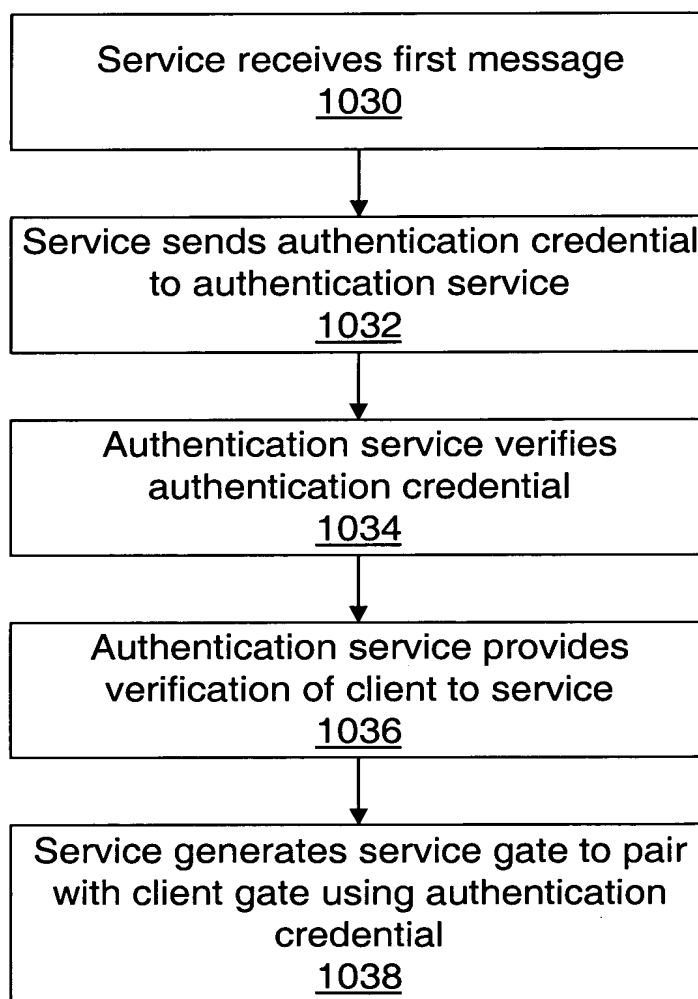 Service receives first message
1030
Service sends authentication credential
to authentication service
1032
Authentication service verifies
authentication credential
1034
Authentication service provides
verification of client to service
1036
Service generates service gate to pair
with client gate using authentication
credential
1038